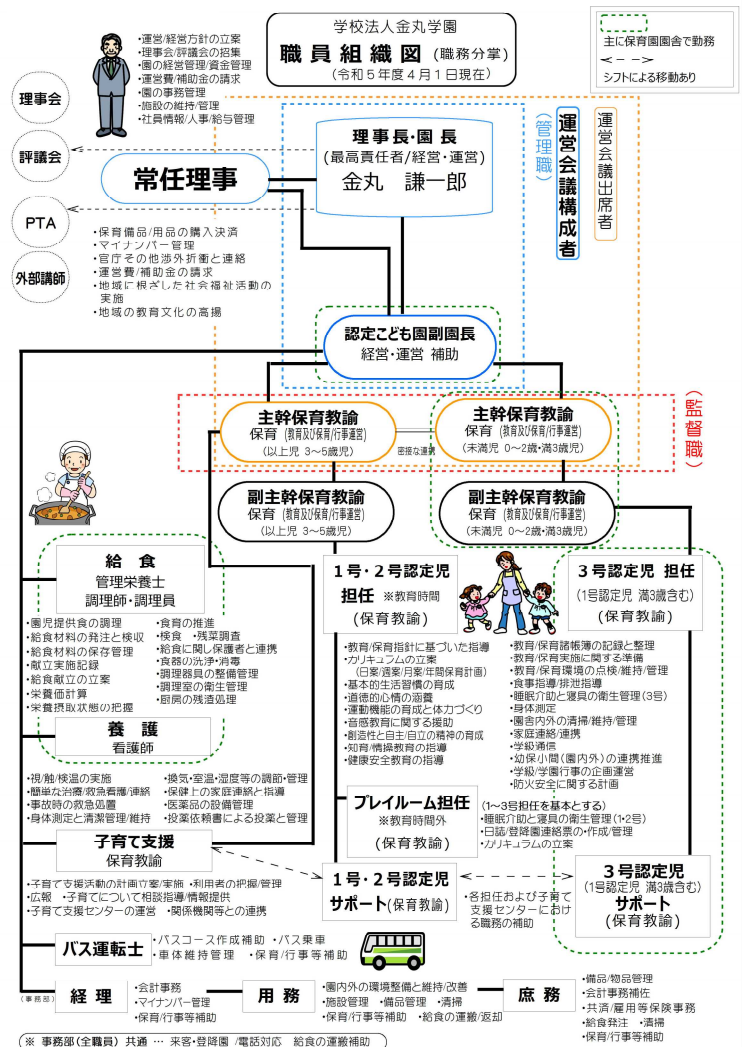 学校法人金丸学園
職員組織図 (職務分掌)
(令和５年度４月１日現在)
主に保育園園舎で勤務
シフトによる移動あり
・運営/経営方針の立案
・理事会/評議会の招集
・園の経営管理/資金管理
・運営費/補助金の請求
・園の事務管理
・施設の維持/管理
・社員情報/人事/給与管理
理事会
評議会
PTA
外部講師
常任理事
理事長・園長
(最高責任者/経営・運営)
金丸 謙一郎
(管理職)
運営会議構成者
運営会議出席者
・保育備品/用品の購入決済
・マイナンバー管理
・官庁その他渉外折衝と連絡
・運営費/補助金の請求
・地域に根ざした社会福祉活動の
実施
・地域の教育文化の高揚
認定こども園副園長
経営・運営 補助
主幹保育教諭
保育 (教育及び保育/行事運営)
(以上児 3～5歳児)
密接な連携
主幹保育教諭
保育 (教育及び保育/行事運営)
(未満児 0～2歳・満3歳児)
(監督職)
副主幹保育教諭
保育 (教育及び保育/行事運営)
(以上児 3～5歳児)
副主幹保育教諭
保育 (教育及び保育/行事運営)
(未満児 0～2歳・満3歳児)
給食
管理栄養士
調理師・調理員
・園児提供食の調理
・給食材料の発注と検収
・給食材料の保存管理
・献立実施記録
・給食献立の立案
・栄養価計算
・栄養摂取状態の把握
・食育の推進
・検食 ・残菜調査
・給食に関し保護者と連携
・食器の洗浄・消毒
・調理器具の整備管理
・調理室の衛生管理
・厨房の残渣処理
養護
看護師
・視/触/検温の実施
・簡単な治療/救急看護/連絡
・事故時の救急処置
・身体測定と清潔管理/維持
・換気・室温・湿度等の調節・管理
・保健上の家庭連絡と指導
・医薬品の設備管理
・投薬依頼書による投薬と管理
子育て支援
保育教諭
・子育て支援活動の計画立案/実施 ・利用者の把握/管理
・広報 ・子育てについて相談指導/情報提供
・子育て支援センターの運営 ・関係機関等との連携
１号・２号認定児
担任 ※教育時間
(保育教諭)
・教育/保育指針に基づいた指導
・カリキュラムの立案
(日案/週案/月案/年間保育計画)
・基本的生活習慣の育成
・道徳的心情の涵養
・運動機能の育成と体力づくり
・音感教育に関する援助
・創造性と自主/自立の精神の育成
・知育/情操教育の指導
・健康安全教育の指導
３号認定児 担任
(1号認定児 満3歳含む)
(保育教諭)
・教育/保育諸帳簿の記録と整理
・教育/保育実施に関する準備
・教育/保育環境の点検/維持/管理
・食事指導/排泄指導
・睡眠介助と寝具の衛生管理(3号)
・身体測定
・園舎内外の清掃/維持/管理
・家庭連絡/連携
・学級通信
・幼保小間(園内外)の連携推進
・学級/学園行事の企画運営
・防火安全に関する計画
プレイルーム担任
※教育時間外
(保育教諭)
(1～3号担任を基本とする)
・睡眠介助と寝具の衛生管理(1・2号)
・日誌/登降園連絡票の・作成/管理
・カリキュラムの立案
１号・２号認定児
サポート(保育教諭)
・各担任および子育て
支援センターにおけ
る職務の補助
３号認定児
(1号認定児 満3歳含む)
サポート
(保育教諭)
バス運転士
・バスコース作成補助 ・バス乗車
・車体維持管理 ・保育/行事等補助
(事務部)
経理
・会計事務
・マイナンバー管理
・保育/行事等補助
用務
・園内外の環境整備と維持/改善
・施設管理 ・備品管理 ・清掃
・保育/行事等補助 ・給食の運搬/返却
庶務
・備品/物品管理
・会計事務補佐
・共済/雇用等保険事務
・給食発注 ・清掃
・保育/行事等補助
※ 事務部(全職員) 共通 … 来客・登降園 /電話対応 給食の運搬補助